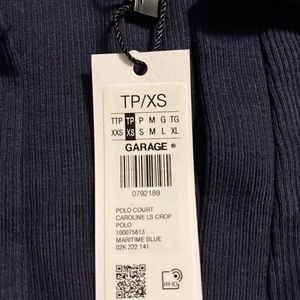 TP/XS
TTP TP P M G TG
XXS XS S M L XL
GARAGE ®
0792189
POLO COURT
CAROLINE LS CROP
POLO
100075813
MARITIME BLUE
02K 222 141
RFID